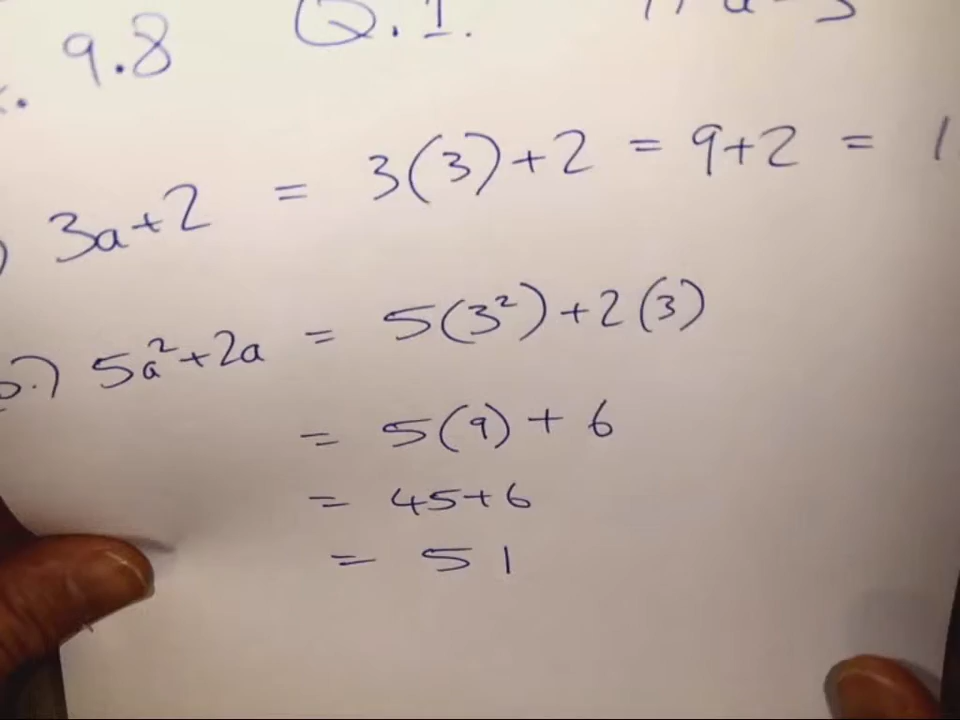 9.8 Q.1.
3a+2 = 3(3)+2 = 9+2 = 1
b.) 5a²+2a = 5(3²)+2(3)
= 5(9) + 6
= 45+6
= 51